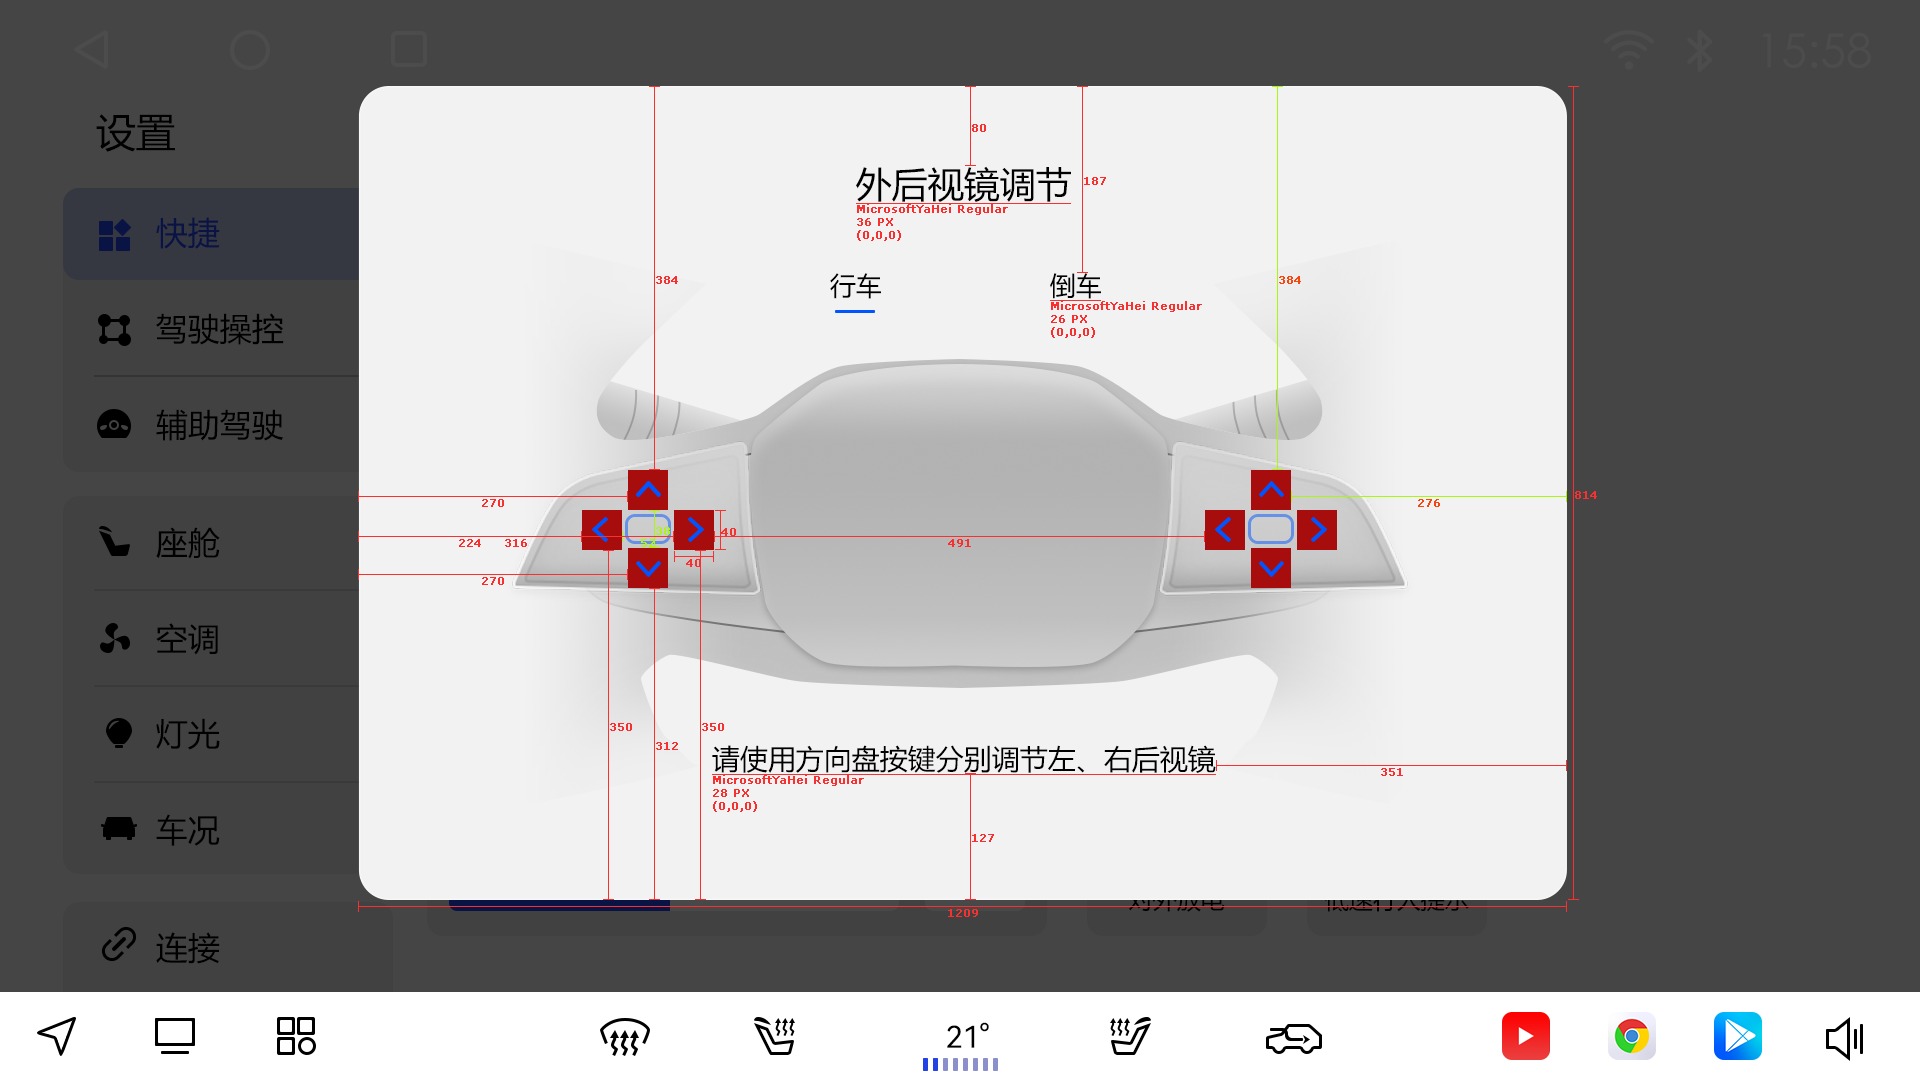 15:58
设置
快捷
驾驶操控
辅助驾驶
座舱
空调
灯光
车况
连接
80
187
外后视镜调节
MicrosoftYaHei Regular
36 PX
(0,0,0)
384
384
行车
倒车
MicrosoftYaHei Regular
26 PX
(0,0,0)
270
276
814
224
316
40
491
40
270
350
312
350
请使用方向盘按键分别调节左、右后视镜
MicrosoftYaHei Regular
28 PX
(0,0,0)
351
127
1209
21°